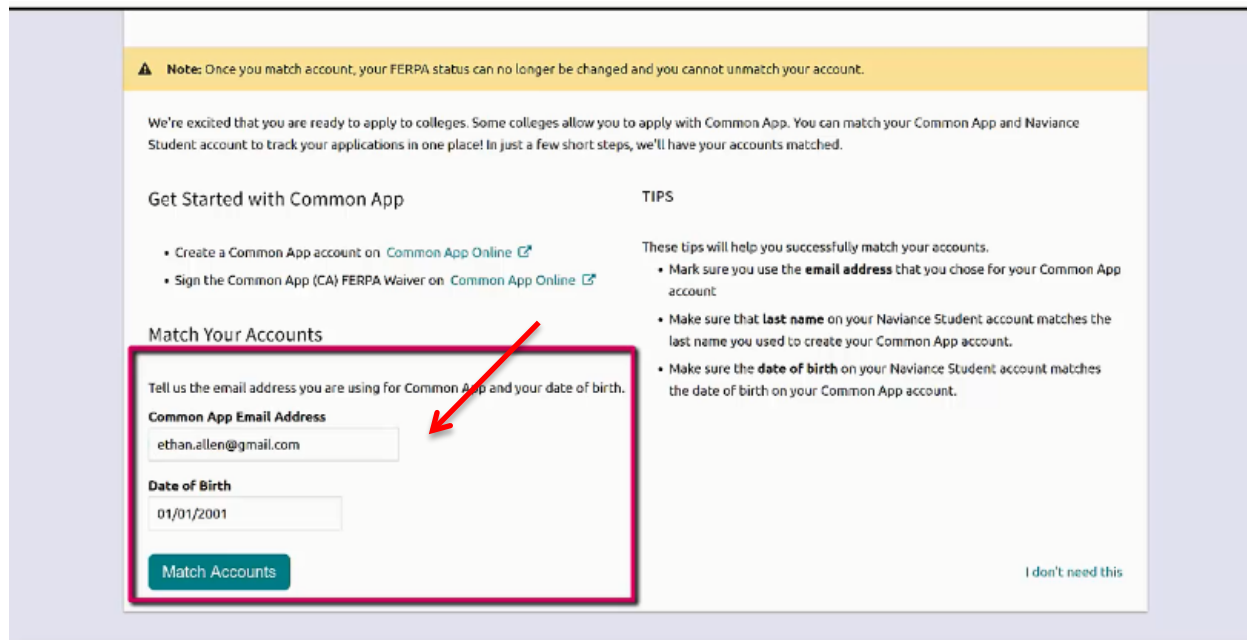 Note: Once you match account, your FERPA status can no longer be changed and you cannot unmatch your account.
We're excited that you are ready to apply to colleges. Some colleges allow you to apply with Common App. You can match your Common App and Naviance
Student account to track your applications in one place! In just a few short steps, we'll have your accounts matched.
Get Started with Common App
• Create a Common App account on Common App Online
• Sign the Common App (CA) FERPA Waiver on Common App Online
Match Your Accounts
Tell us the email address you are using for Common App and your date of birth.
Common App Email Address
ethan.allen@gmail.com
Date of Birth
01/01/2001
Match Accounts
TIPS
These tips will help you successfully match your accounts.
• Mark sure you use the email address that you chose for your Common App
account
• Make sure that last name on your Naviance Student account matches the
last name you used to create your Common App account.
• Make sure the date of birth on your Naviance Student account matches
the date of birth on your Common App account.
I don't need this